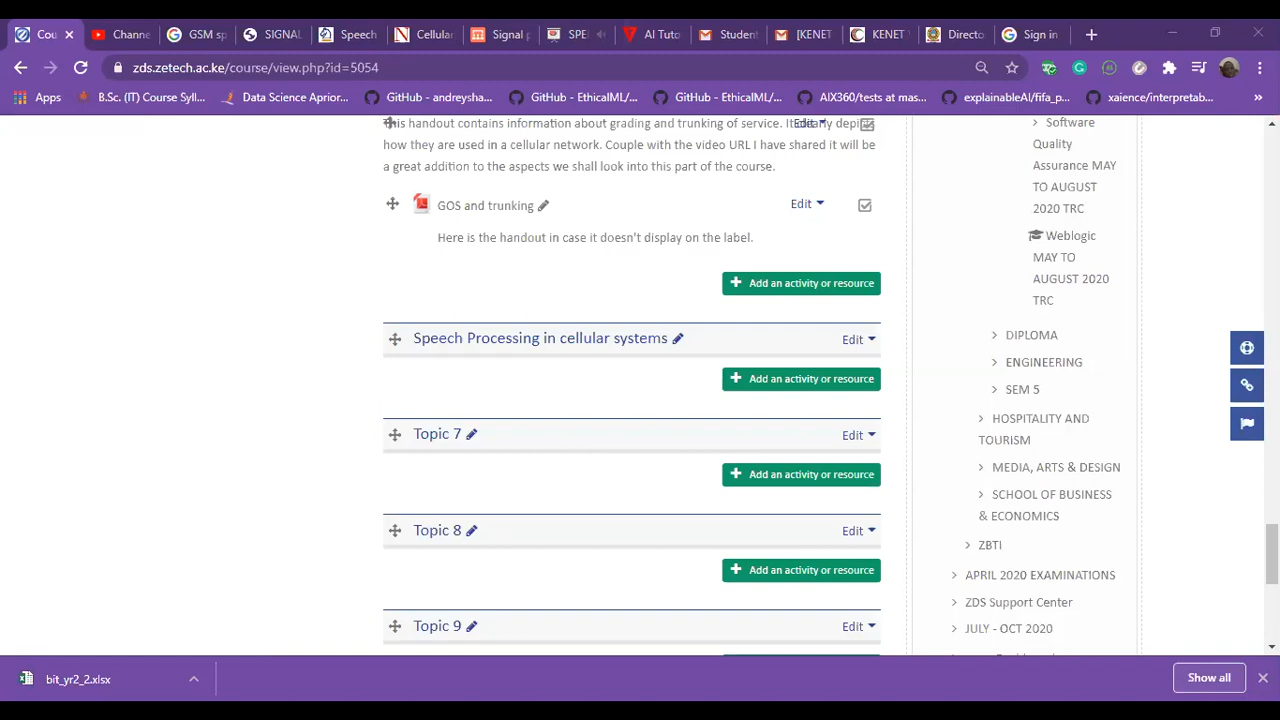 Cou
Channe
GSM sp
SIGNAL
Speech
Cellular
Signal p
SPE
AI Tuto
Student
[KENET
KENET
Directo
Sign in
zds.zetech.ac.ke/course/view.php?id=5054
Apps
B.Sc. (IT) Course Syll...
Data Science Aprior...
GitHub - andreysha...
GitHub - EthicalML/...
GitHub - EthicalML/...
AIX360/tests at mas...
explainableAI/fifa_p...
xaience/interpretab...
This handout contains information about grading and trunking of service. It
how they are used in a cellular network. Couple with the video URL I have shared it will be
a great addition to the aspects we shall look into this part of the course.
GOS and trunking
Edit
Here is the handout in case it doesn't display on the label.
Add an activity or resource
Speech Processing in cellular systems
Edit
Add an activity or resource
Topic 7
Edit
Add an activity or resource
Topic 8
Edit
Add an activity or resource
Topic 9
Edit
Software
Quality
Assurance MAY
TO AUGUST
2020 TRC
Weblogic
MAY TO
AUGUST 2020
TRC
DIPLOMA
ENGINEERING
SEM 5
HOSPITALITY AND
TOURISM
MEDIA, ARTS & DESIGN
SCHOOL OF BUSINESS
& ECONOMICS
ZBTI
APRIL 2020 EXAMINATIONS
ZDS Support Center
JULY - OCT 2020
bit_yr2_2.xlsx
Show all